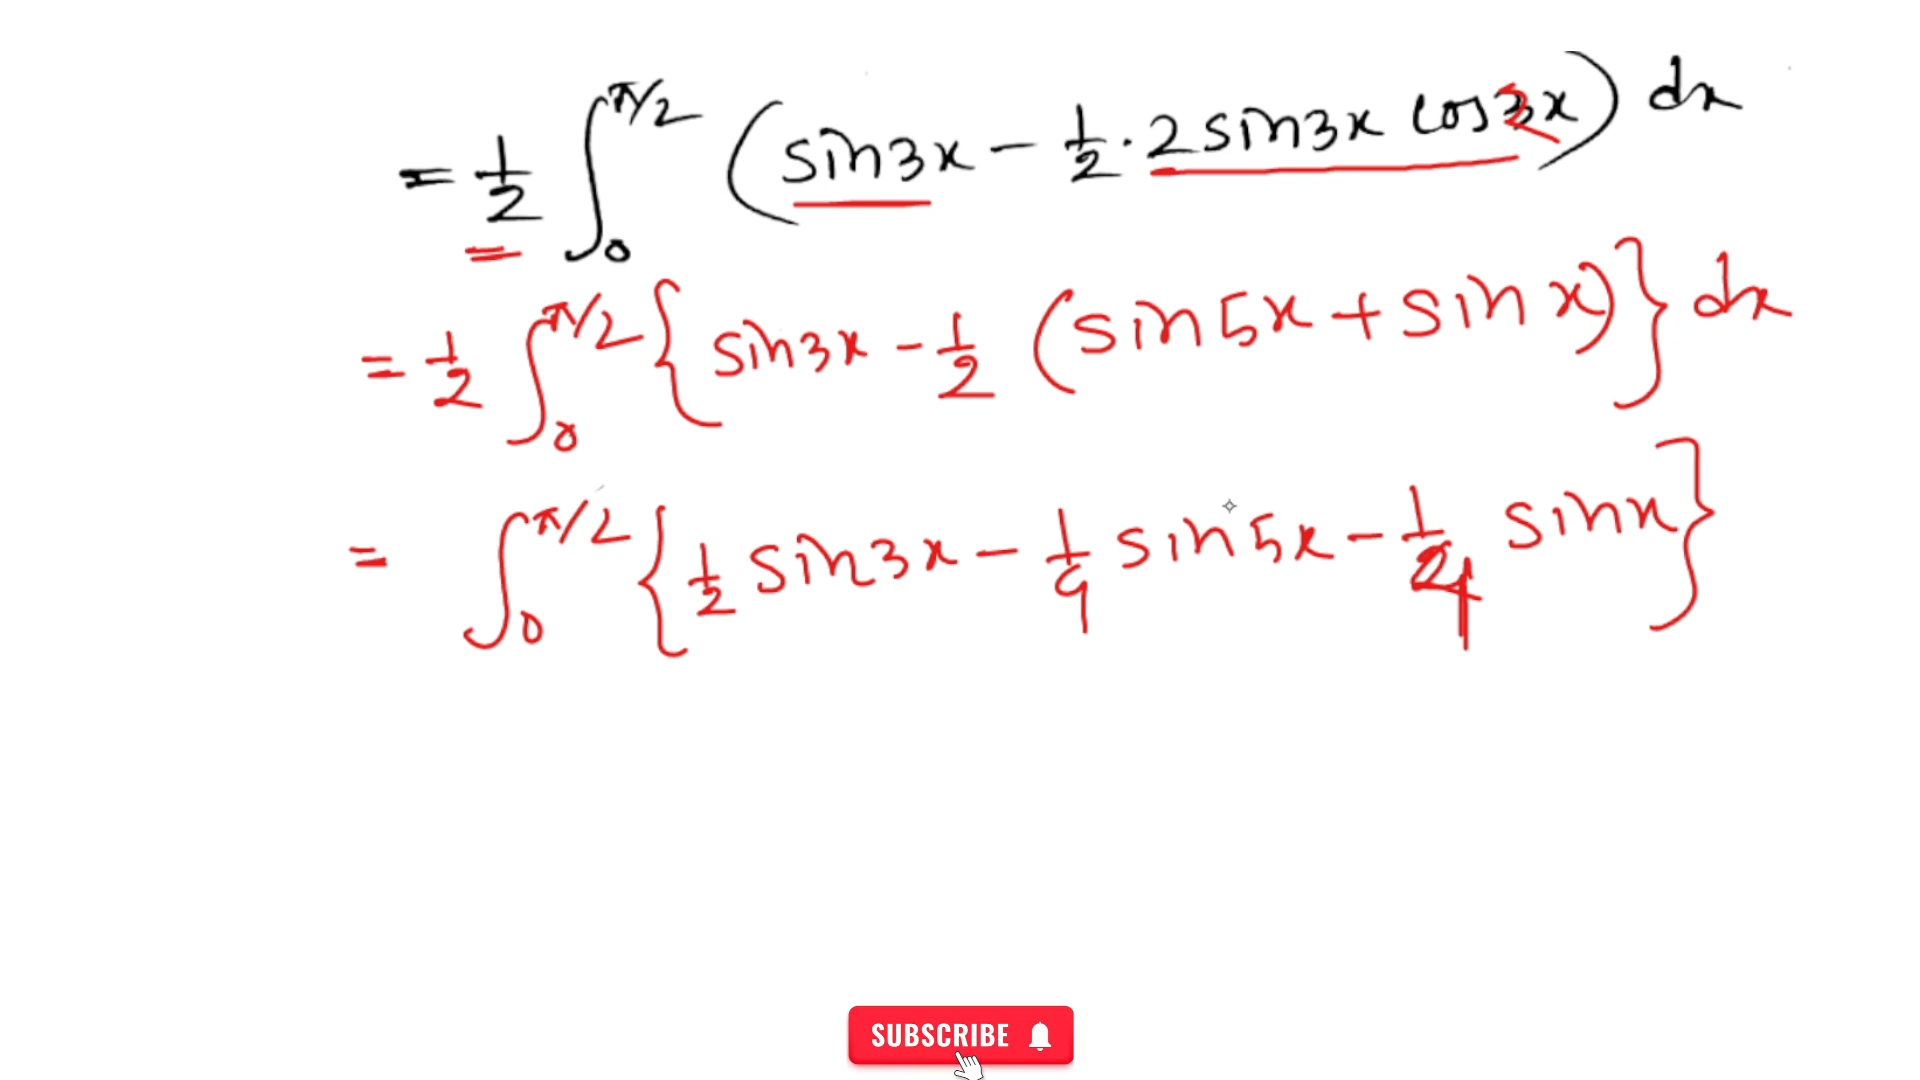 = 1/2 ∫₀^π/2 (sin3x - 1/2 · 2sin3x cos2x) dx
= 1/2 ∫₀^π/2 {sin3x - 1/2 (sin5x + sinx)} dx
= ∫₀^π/2 {1/2 sin3x - 1/4 sin5x - 1/4 sinx}
SUBSCRIBE